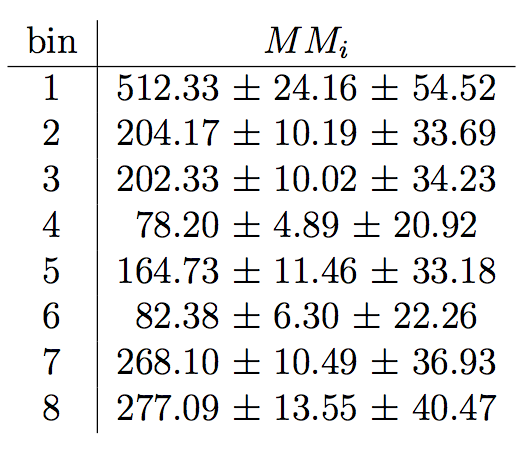 bin MMᵢ
1 512.33 ± 24.16 ± 54.52
2 204.17 ± 10.19 ± 33.69
3 202.33 ± 10.02 ± 34.23
4 78.20 ± 4.89 ± 20.92
5 164.73 ± 11.46 ± 33.18
6 82.38 ± 6.30 ± 22.26
7 268.10 ± 10.49 ± 36.93
8 277.09 ± 13.55 ± 40.47